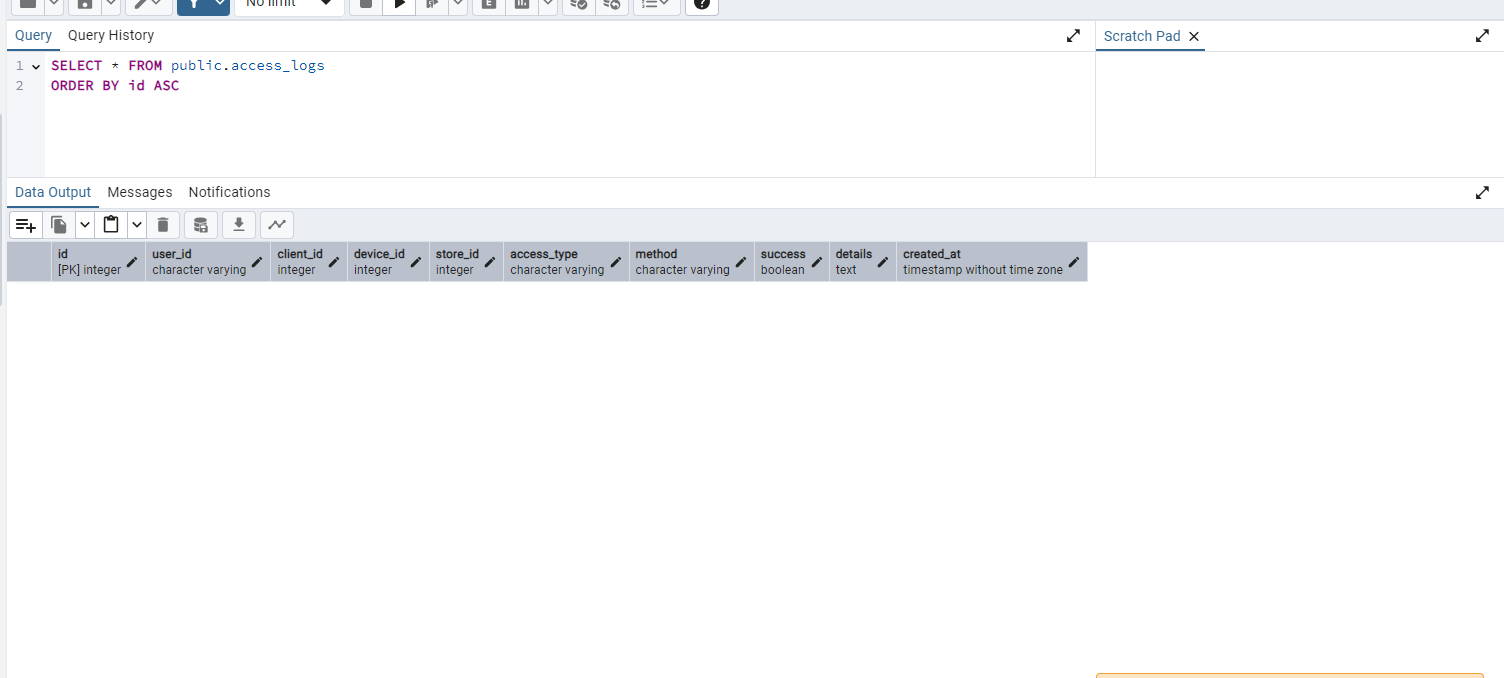 No limit
Query Query History
Scratch Pad
1 SELECT * FROM public.access_logs
2 ORDER BY id ASC
Data Output Messages Notifications
id user_id client_id device_id store_id access_type method success details created_at
[PK] integer character varying integer integer integer character varying character varying boolean text timestamp without time zone